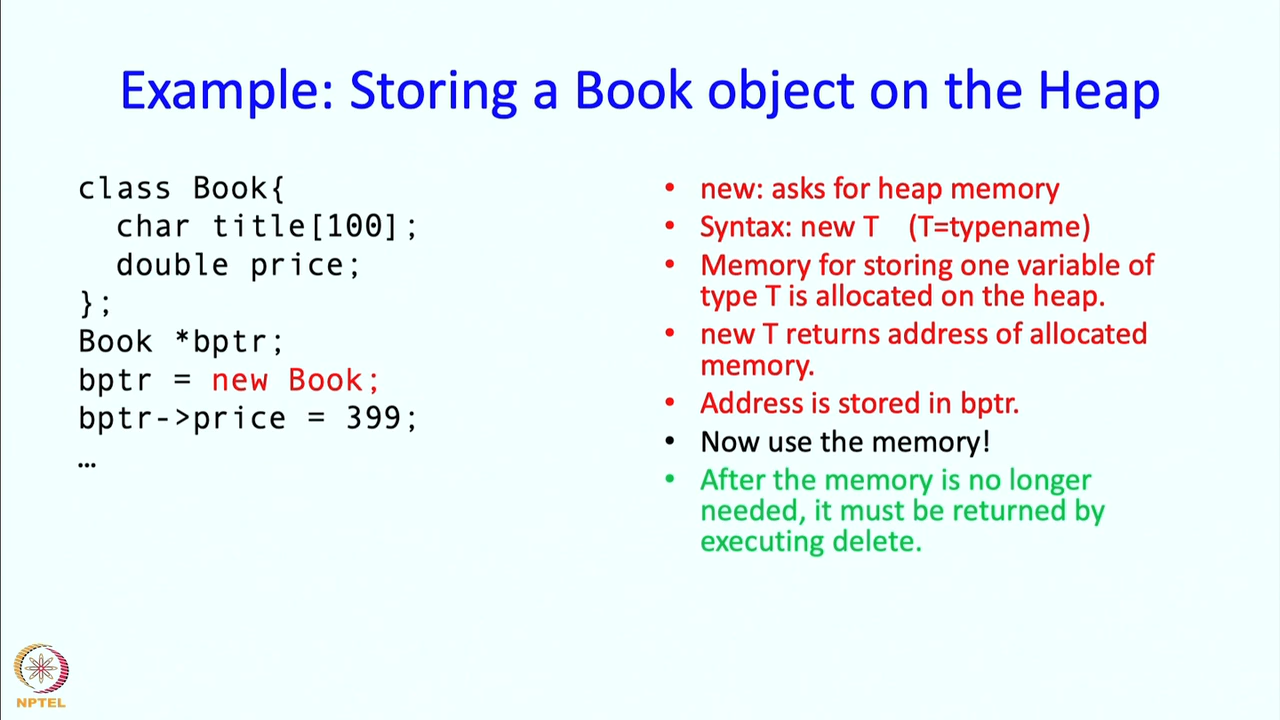 Example: Storing a Book object on the Heap
class Book{
char title[100];
double price;
};
Book *bptr;
bptr = new Book;
bptr->price = 399;
…
• new: asks for heap memory
• Syntax: new T (T=typename)
• Memory for storing one variable of
type T is allocated on the heap.
• new T returns address of allocated
memory.
• Address is stored in bptr.
• Now use the memory!
• After the memory is no longer
needed, it must be returned by
executing delete.
NPTEL